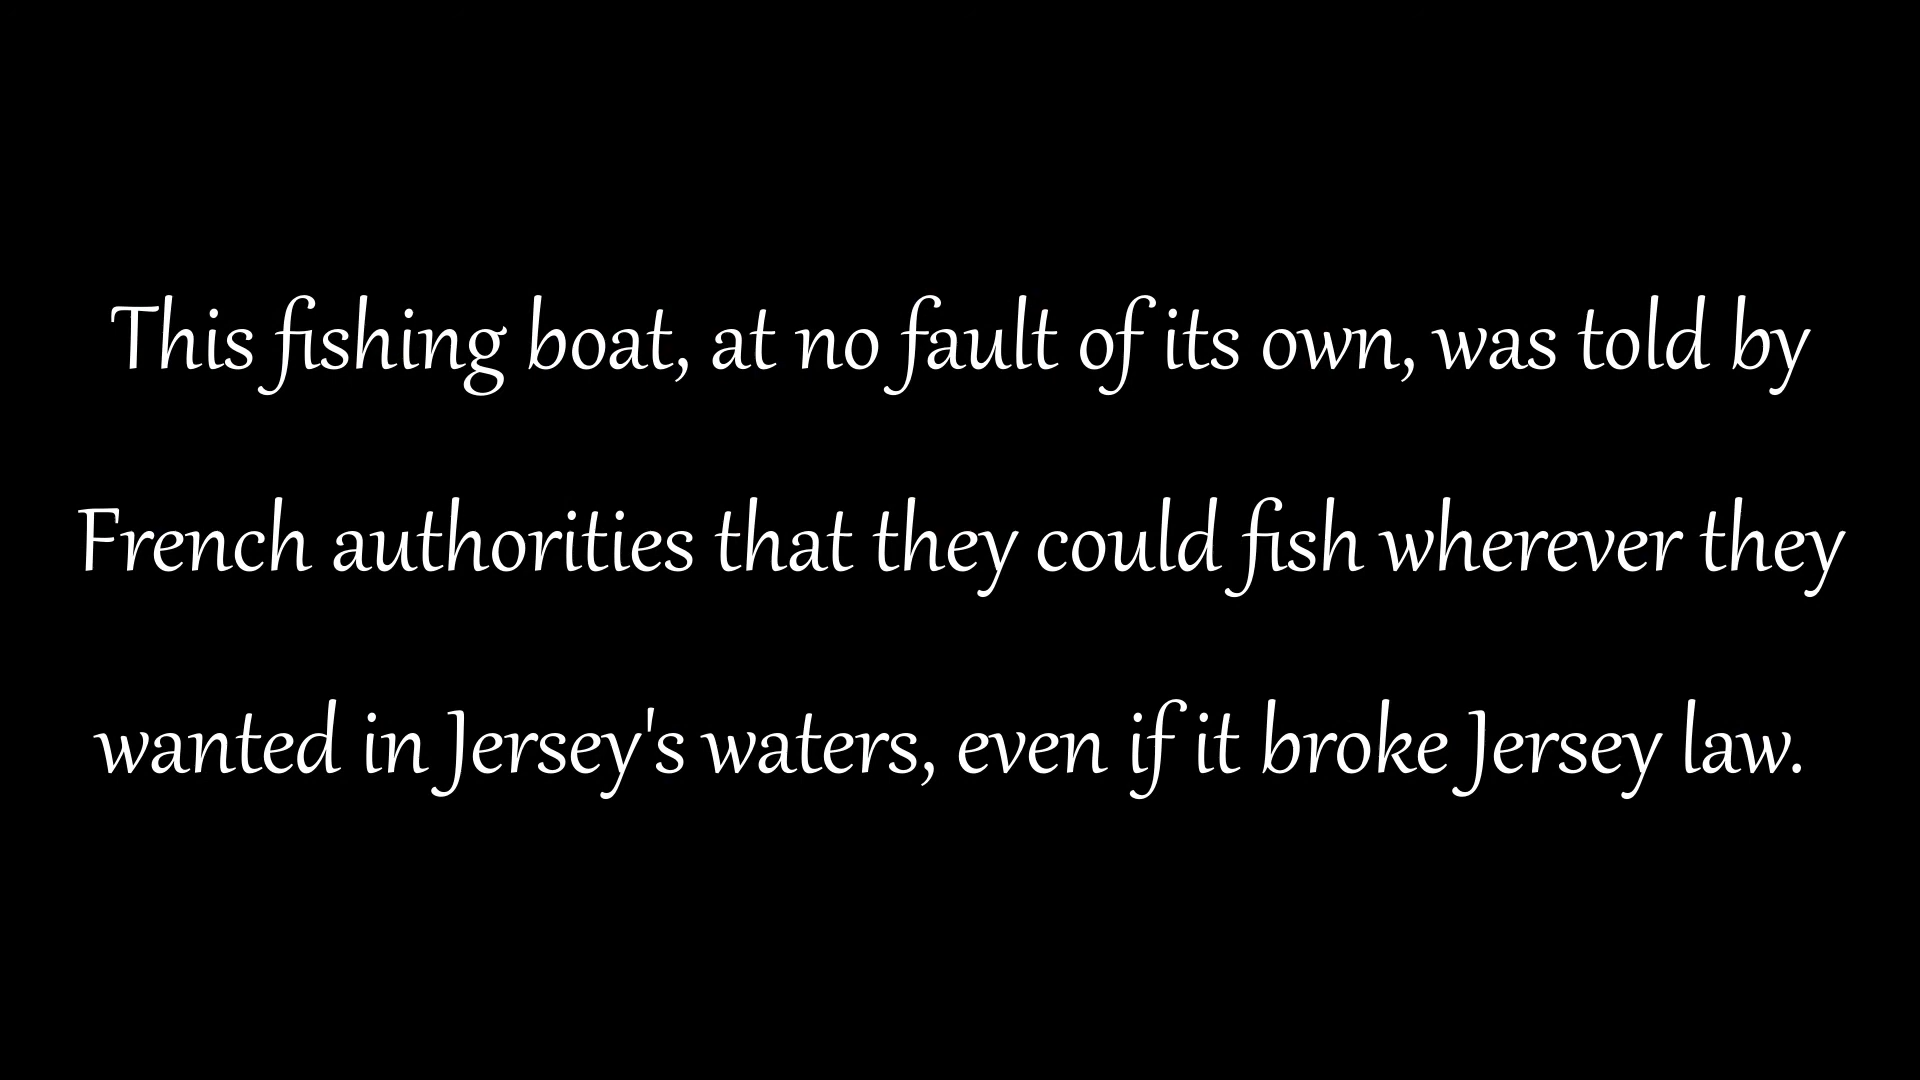 This fishing boat, at no fault of its own, was told by
French authorities that they could fish wherever they
wanted in Jersey's waters, even if it broke Jersey law.